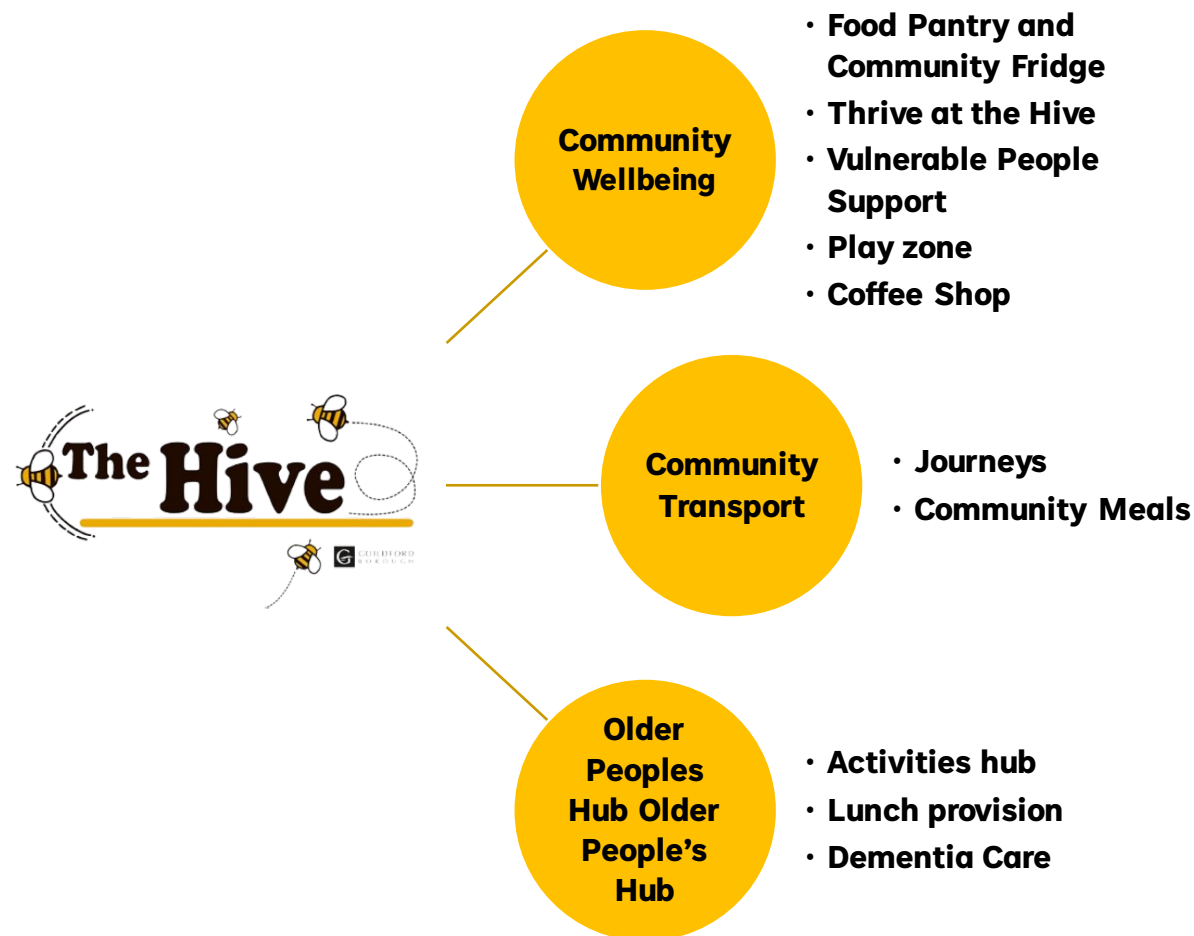 Community
Wellbeing
· Food Pantry and
Community Fridge
· Thrive at the Hive
· Vulnerable People
Support
· Play zone
· Coffee Shop
The Hive
G GUILDFORD
BOROUGH
Community
Transport
· Journeys
· Community Meals
Older
Peoples
Hub Older
People’s
Hub
· Activities hub
· Lunch provision
· Dementia Care